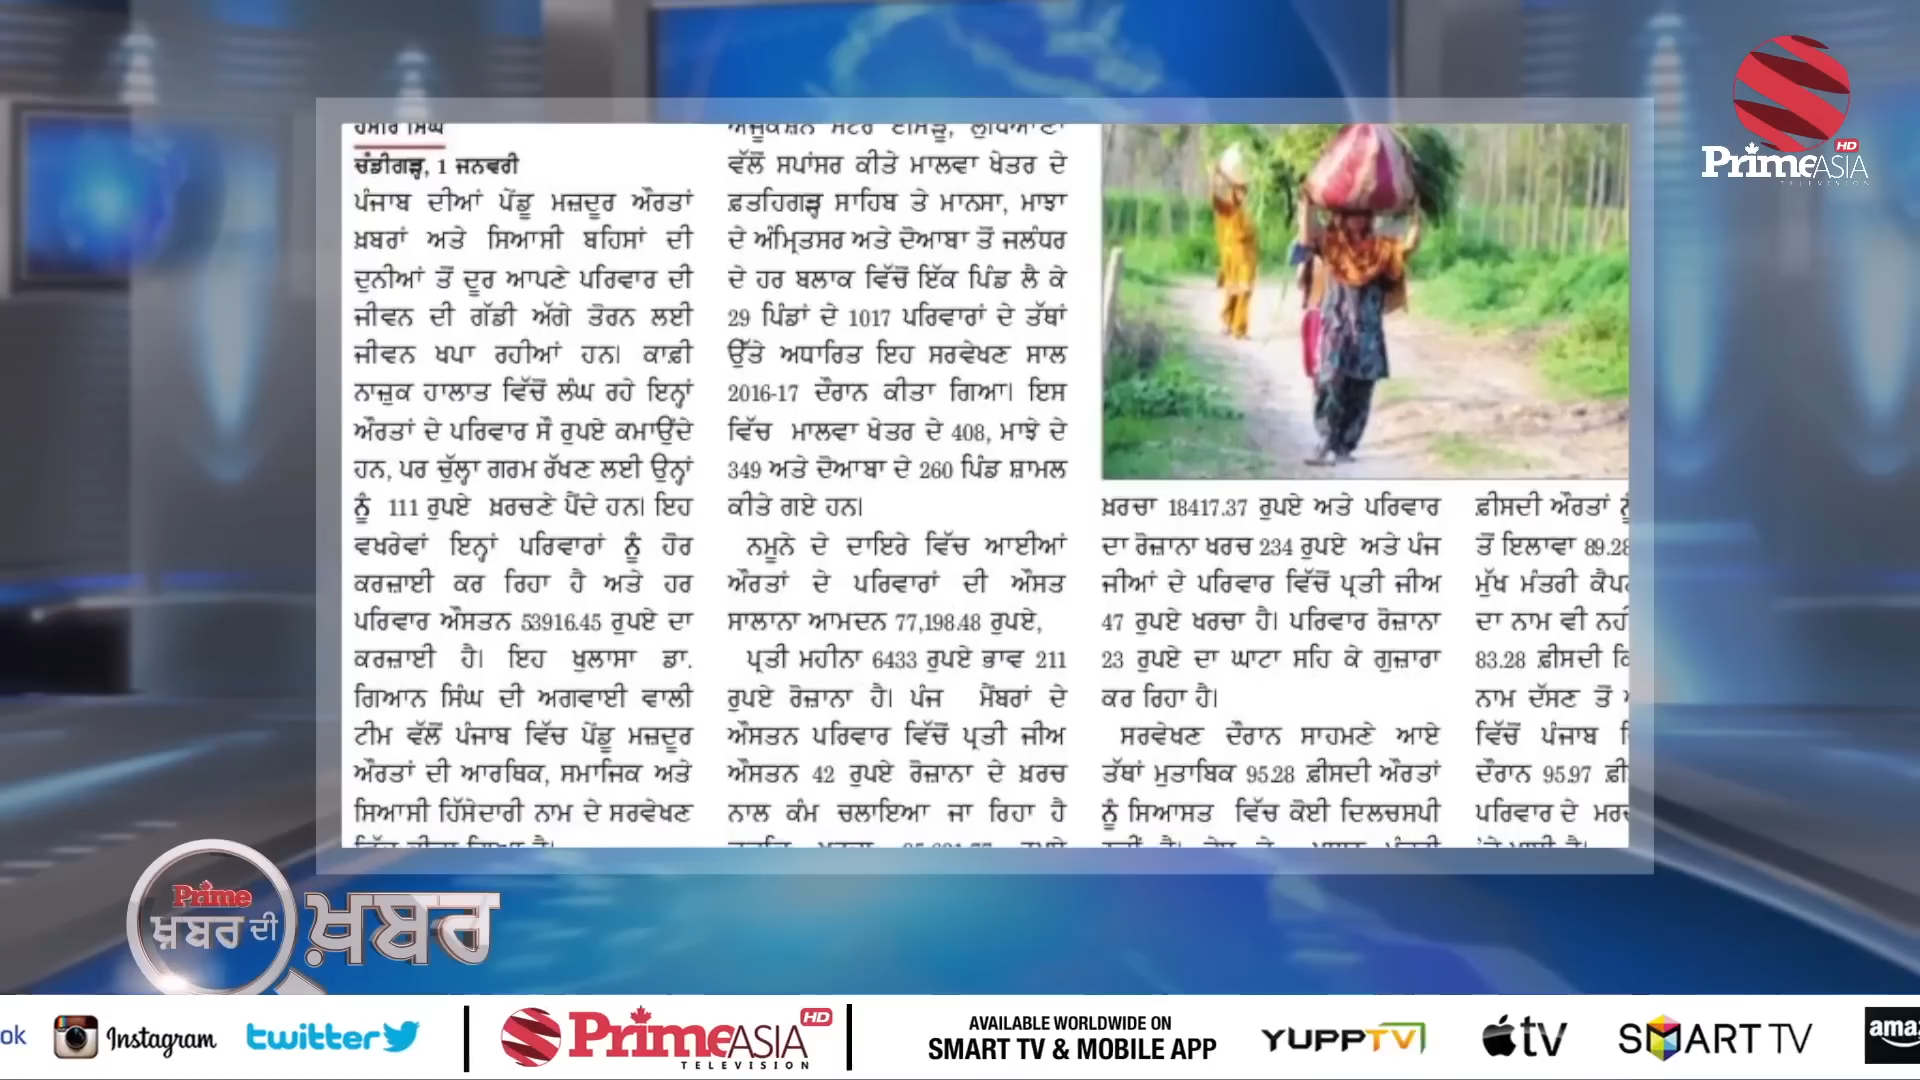 ਹਮੀਰ ਸਿੰਘ
ਚੰਡੀਗੜ੍ਹ, 1 ਜਨਵਰੀ
ਪੰਜਾਬ ਦੀਆਂ ਪੇਂਡੂ ਮਜ਼ਦੂਰ ਔਰਤਾਂ
ਖ਼ਬਰਾਂ ਅਤੇ ਸਿਆਸੀ ਬਹਿਸਾਂ ਦੀ
ਦੁਨੀਆਂ ਤੋਂ ਦੂਰ ਆਪਣੇ ਪਰਿਵਾਰ ਦੀ
ਜੀਵਨ ਦੀ ਗੱਡੀ ਅੱਗੇ ਤੋਰਨ ਲਈ
ਜੀਵਨ ਖਪਾ ਰਹੀਆਂ ਹਨ। ਕਾਫ਼ੀ
ਨਾਜ਼ੁਕ ਹਾਲਾਤ ਵਿੱਚੋਂ ਲੰਘ ਰਹੇ ਇਨ੍ਹਾਂ
ਔਰਤਾਂ ਦੇ ਪਰਿਵਾਰ ਸੌ ਰੁਪਏ ਕਮਾਉਂਦੇ
ਹਨ, ਪਰ ਚੁੱਲ੍ਹਾ ਗਰਮ ਰੱਖਣ ਲਈ ਉਨ੍ਹਾਂ
ਨੂੰ 111 ਰੁਪਏ ਖ਼ਰਚਣੇ ਪੈਂਦੇ ਹਨ। ਇਹ
ਵਖਰੇਵਾਂ ਇਨ੍ਹਾਂ ਪਰਿਵਾਰਾਂ ਨੂੰ ਹੋਰ
ਕਰਜ਼ਾਈ ਕਰ ਰਿਹਾ ਹੈ ਅਤੇ ਹਰ
ਪਰਿਵਾਰ ਔਸਤਨ 53916.45 ਰੁਪਏ ਦਾ
ਕਰਜ਼ਾਈ ਹੈ। ਇਹ ਖੁਲਾਸਾ ਡਾ.
ਗਿਆਨ ਸਿੰਘ ਦੀ ਅਗਵਾਈ ਵਾਲੀ
ਟੀਮ ਵੱਲੋਂ ਪੰਜਾਬ ਵਿੱਚ ਪੇਂਡੂ ਮਜ਼ਦੂਰ
ਔਰਤਾਂ ਦੀ ਆਰਥਿਕ, ਸਮਾਜਿਕ ਅਤੇ
ਸਿਆਸੀ ਹਿੱਸੇਦਾਰੀ ਨਾਮ ਦੇ ਸਰਵੇਖਣ
ਵੱਲੋਂ ਸਪਾਂਸਰ ਕੀਤੇ ਮਾਲਵਾ ਖੇਤਰ ਦੇ
ਫ਼ਤਹਿਗੜ੍ਹ ਸਾਹਿਬ ਤੇ ਮਾਨਸਾ, ਮਾਝਾ
ਦੇ ਅੰਮ੍ਰਿਤਸਰ ਅਤੇ ਦੋਆਬਾ ਤੋਂ ਜਲੰਧਰ
ਦੇ ਹਰ ਬਲਾਕ ਵਿੱਚੋਂ ਇੱਕ ਪਿੰਡ ਲੈ ਕੇ
29 ਪਿੰਡਾਂ ਦੇ 1017 ਪਰਿਵਾਰਾਂ ਦੇ ਤੱਥਾਂ
ਉੱਤੇ ਅਧਾਰਿਤ ਇਹ ਸਰਵੇਖਣ ਸਾਲ
2016-17 ਦੌਰਾਨ ਕੀਤਾ ਗਿਆ। ਇਸ
ਵਿੱਚ ਮਾਲਵਾ ਖੇਤਰ ਦੇ 408, ਮਾਝੇ ਦੇ
349 ਅਤੇ ਦੋਆਬਾ ਦੇ 260 ਪਿੰਡ ਸ਼ਾਮਲ
ਕੀਤੇ ਗਏ ਹਨ।
ਨਮੂਨੇ ਦੇ ਦਾਇਰੇ ਵਿੱਚ ਆਈਆਂ
ਔਰਤਾਂ ਦੇ ਪਰਿਵਾਰਾਂ ਦੀ ਔਸਤ
ਸਾਲਾਨਾ ਆਮਦਨ 77,198.48 ਰੁਪਏ,
ਪ੍ਰਤੀ ਮਹੀਨਾ 6433 ਰੁਪਏ ਭਾਵ 211
ਰੁਪਏ ਰੋਜ਼ਾਨਾ ਹੈ। ਪੰਜ ਮੈਂਬਰਾਂ ਦੇ
ਔਸਤਨ ਪਰਿਵਾਰ ਵਿੱਚੋਂ ਪ੍ਰਤੀ ਜੀਅ
ਔਸਤਨ 42 ਰੁਪਏ ਰੋਜ਼ਾਨਾ ਦੇ ਖ਼ਰਚ
ਨਾਲ ਕੰਮ ਚਲਾਇਆ ਜਾ ਰਿਹਾ ਹੈ
ਖ਼ਰਚਾ 18417.37 ਰੁਪਏ ਅਤੇ ਪਰਿਵਾਰ
ਦਾ ਰੋਜ਼ਾਨਾ ਖਰਚ 234 ਰੁਪਏ ਅਤੇ ਪੰਜ
ਜੀਆਂ ਦੇ ਪਰਿਵਾਰ ਵਿੱਚੋਂ ਪ੍ਰਤੀ ਜੀਅ
47 ਰੁਪਏ ਖਰਚਾ ਹੈ। ਪਰਿਵਾਰ ਰੋਜ਼ਾਨਾ
23 ਰੁਪਏ ਦਾ ਘਾਟਾ ਸਹਿ ਕੇ ਗੁਜ਼ਾਰਾ
ਕਰ ਰਿਹਾ ਹੈ।
ਸਰਵੇਖਣ ਦੌਰਾਨ ਸਾਹਮਣੇ ਆਏ
ਤੱਥਾਂ ਮੁਤਾਬਿਕ 95.28 ਫ਼ੀਸਦੀ ਔਰਤਾਂ
ਨੂੰ ਸਿਆਸਤ ਵਿੱਚ ਕੋਈ ਦਿਲਚਸਪੀ
ਫ਼ੀਸਦੀ ਔਰਤਾਂ ਨੂੰ
ਤੋਂ ਇਲਾਵਾ 89.28
ਮੁੱਖ ਮੰਤਰੀ
ਦਾ ਨਾਮ ਵੀ
83.28 ਫ਼ੀਸਦੀ
ਨਾਮ ਦੱਸਣ ਤੋਂ
ਵਿੱਚੋਂ ਪੰਜਾਬ
ਦੌਰਾਨ 95.97
ਪਰਿਵਾਰ ਦੇ
PrimeASIA HD
TELEVISION
Prime
ਖ਼ਬਰ ਦੀ
ਖ਼ਬਰ
ok Instagram twitter PrimeASIA HD TELEVISION
AVAILABLE WORLDWIDE ON
SMART TV & MOBILE APP
YUPPTV tv SMART TV amaz